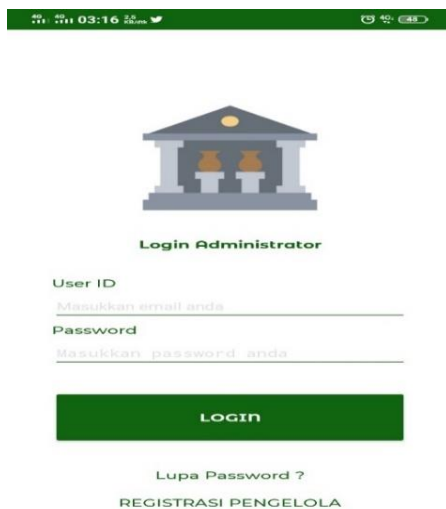 03:16
Login Administrator
User ID
Masukkan email anda
Password
Masukkan password anda
LOGIN
Lupa Password ?
REGISTRASI PENGELOLA